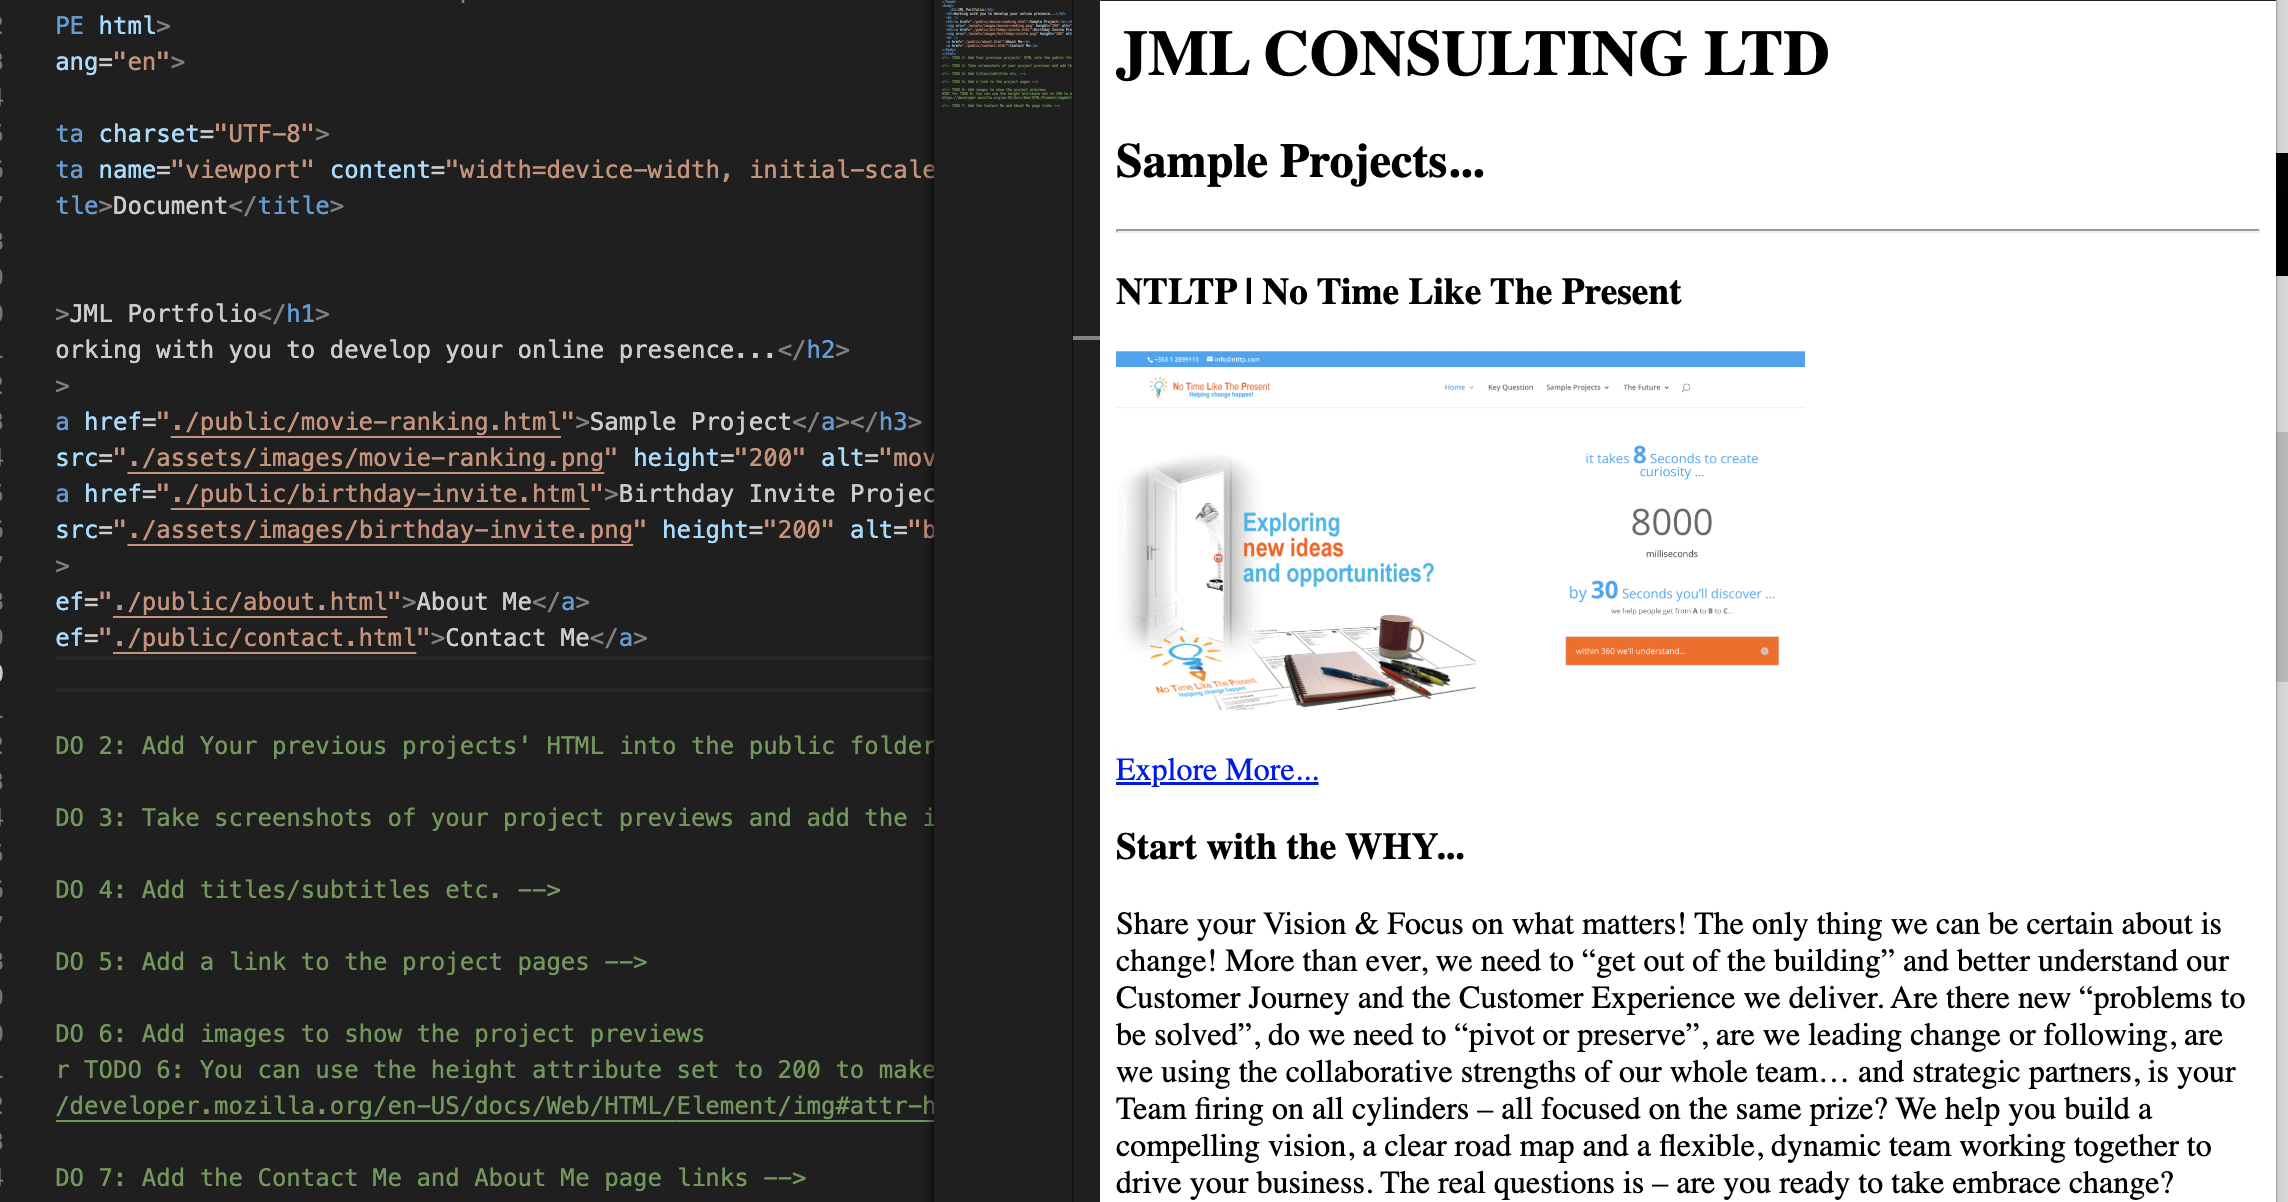 PE html>
ang="en">
ta charset="UTF-8">
ta name="viewport" content="width=device-width, initial-scale
tle>Document</title>
>JML Portfolio</h1>
orking with you to develop your online presence...</h2>
>
a href="./public/movie-ranking.html">Sample Project</a></h3>
src="./assets/images/movie-ranking.png" height="200" alt="mov
a href="./public/birthday-invite.html">Birthday Invite Projec
src="./assets/images/birthday-invite.png" height="200" alt="b
>
ef="./public/about.html">About Me</a>
ef="./public/contact.html">Contact Me</a>
DO 2: Add Your previous projects' HTML into the public folder
DO 3: Take screenshots of your project previews and add the i
DO 4: Add titles/subtitles etc. -->
DO 5: Add a link to the project pages -->
DO 6: Add images to show the project previews
r TODO 6: You can use the height attribute set to 200 to make
/developer.mozilla.org/en-US/docs/Web/HTML/Element/img#attr-h
DO 7: Add the Contact Me and About Me page links -->
JML CONSULTING LTD
Sample Projects...
NTLTP | No Time Like The Present
+353 1 2899113 info@ntltp.com
No Time Like The Present
Helping change happen!
Home Key Question Sample Projects The Future
Exploring
new ideas
and opportunities?
No Time Like The Present
Helping change happen!
it takes 8 Seconds to create
curiosity ...
8000
milliseconds
by 30 Seconds you'll discover ...
we help people get from A to B to C...
within 360 we'll understand...
Explore More...
Start with the WHY...
Share your Vision & Focus on what matters! The only thing we can be certain about is
change! More than ever, we need to “get out of the building” and better understand our
Customer Journey and the Customer Experience we deliver. Are there new “problems to
be solved”, do we need to “pivot or preserve”, are we leading change or following, are
we using the collaborative strengths of our whole team… and strategic partners, is your
Team firing on all cylinders – all focused on the same prize? We help you build a
compelling vision, a clear road map and a flexible, dynamic team working together to
drive your business. The real questions is – are you ready to take embrace change?